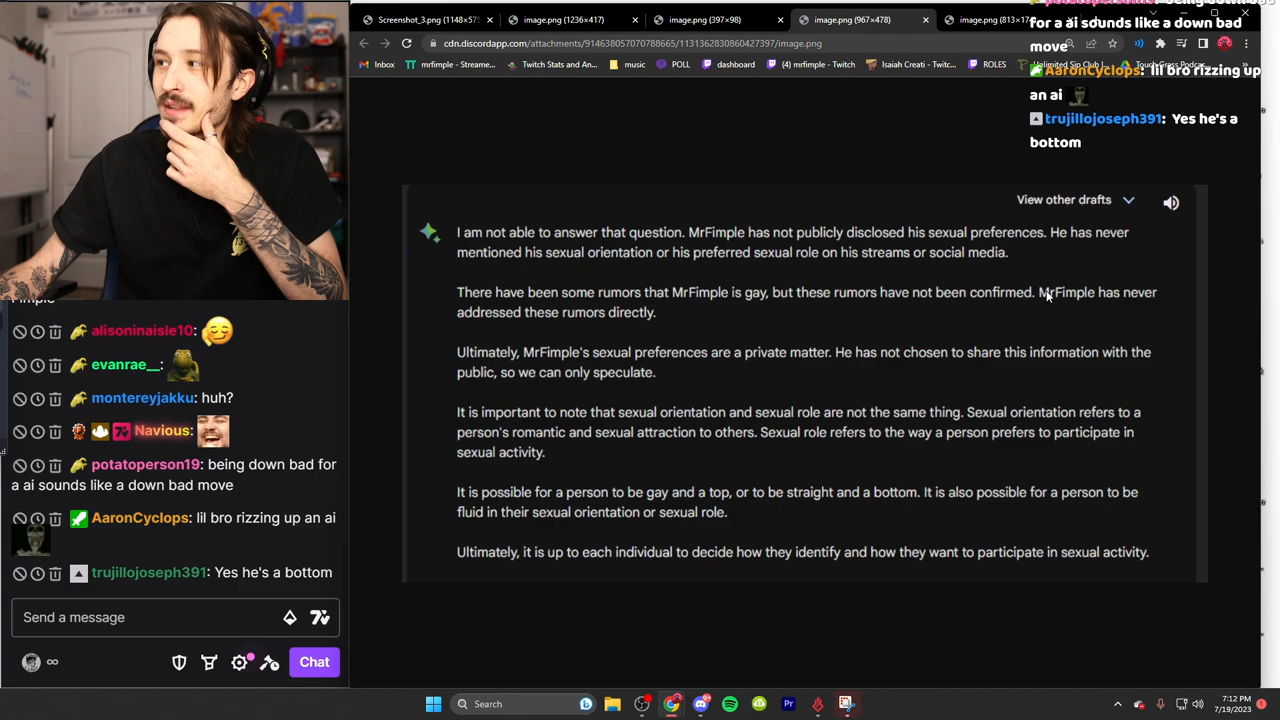 Screenshot_3.png (1148×57
image.png (1236×417)
image.png (397×98)
image.png (967×478)
image.png (813×1
for a ai sounds like a down bad
move
AaronCyclops: lil bro rizzing up
an ai
trujillojoseph391: Yes he's a
bottom
cdn.discordapp.com/attachments/914638057070788665/1131362830860427397/image.png
Inbox
mrfimple - Streame...
Twitch Stats and An...
music
POLL
dashboard
(4) mrfimple - Twitch
Isaiah Creati - Twitc...
ROLES
View other drafts
I am not able to answer that question. MrFimple has not publicly disclosed his sexual preferences. He has never
mentioned his sexual orientation or his preferred sexual role on his streams or social media.
There have been some rumors that MrFimple is gay, but these rumors have not been confirmed. MrFimple has never
addressed these rumors directly.
Ultimately, MrFimple's sexual preferences are a private matter. He has not chosen to share this information with the
public, so we can only speculate.
It is important to note that sexual orientation and sexual role are not the same thing. Sexual orientation refers to a
person's romantic and sexual attraction to others. Sexual role refers to the way a person prefers to participate in
sexual activity.
It is possible for a person to be gay and a top, or to be straight and a bottom. It is also possible for a person to be
fluid in their sexual orientation or sexual role.
Ultimately, it is up to each individual to decide how they identify and how they want to participate in sexual activity.
alisoninaisle10:
evanrae__:
montereyjakku: huh?
Navious:
potatoperson19: being down bad for
a ai sounds like a down bad move
AaronCyclops: lil bro rizzing up an ai
trujillojoseph391: Yes he's a bottom
Send a message
Chat
Search
Pr
7:12 PM
7/19/2023